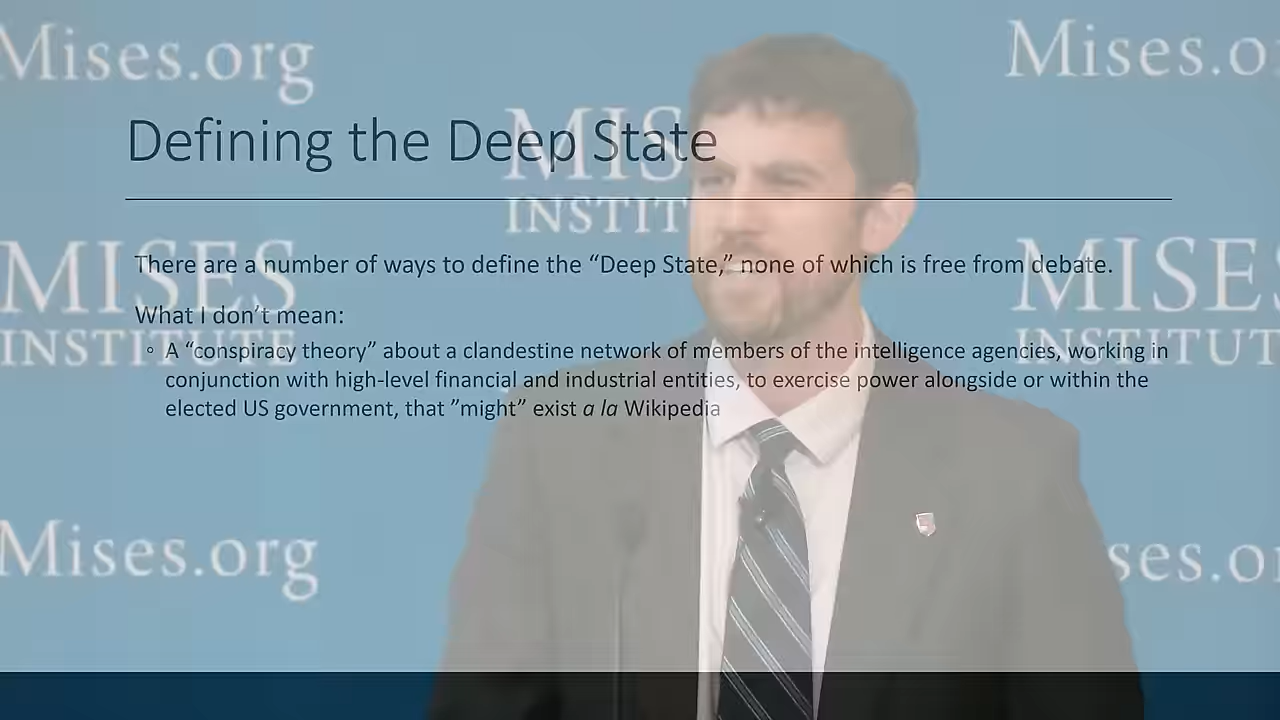 Mises.org
Mises.o
MIS
INSTIT
Defining the Deep State
MISES
INSTITUTE
MISES
INSTITUT
There are a number of ways to define the “Deep State,” none of which is free from debate.
What I don’t mean:
◦ A “conspiracy theory” about a clandestine network of members of the intelligence agencies, working in
conjunction with high-level financial and industrial entities, to exercise power alongside or within the
elected US government, that ”might” exist a la Wikipedia
Mises.org
ses.or